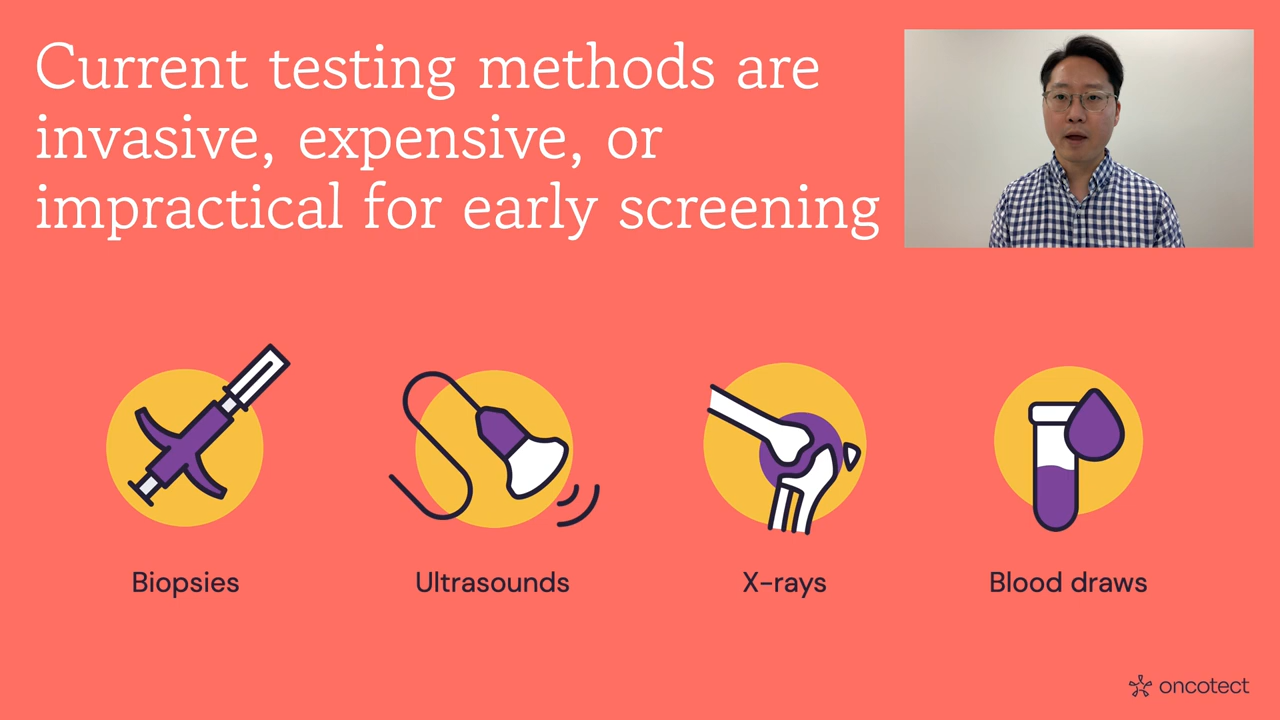 Current testing methods are
invasive, expensive, or
impractical for early screening
Biopsies
Ultrasounds
X-rays
Blood draws
oncotect